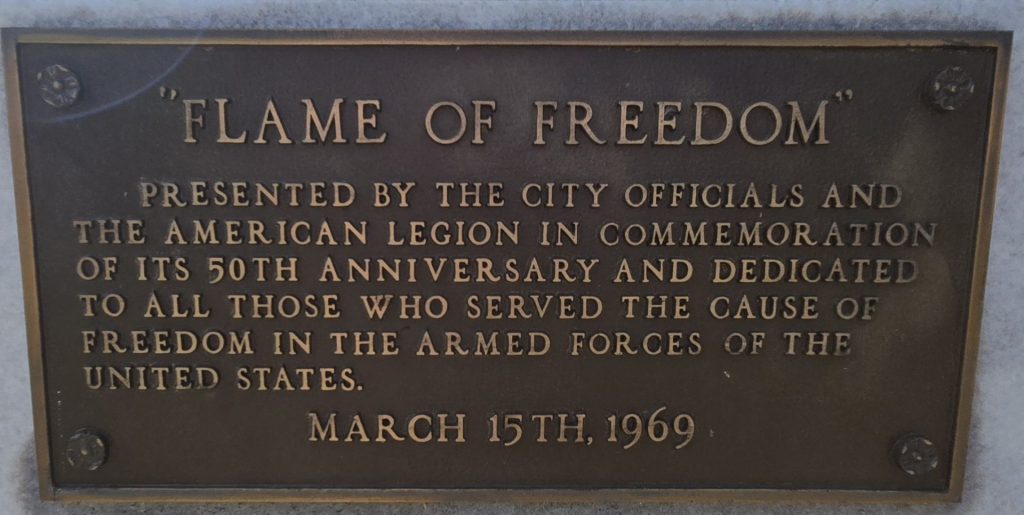 "FLAME OF FREEDOM"
PRESENTED BY THE CITY OFFICIALS AND
THE AMERICAN LEGION IN COMMEMORATION
OF ITS 50TH ANNIVERSARY AND DEDICATED
TO ALL THOSE WHO SERVED THE CAUSE OF
FREEDOM IN THE ARMED FORCES OF THE
UNITED STATES.
MARCH 15TH, 1969